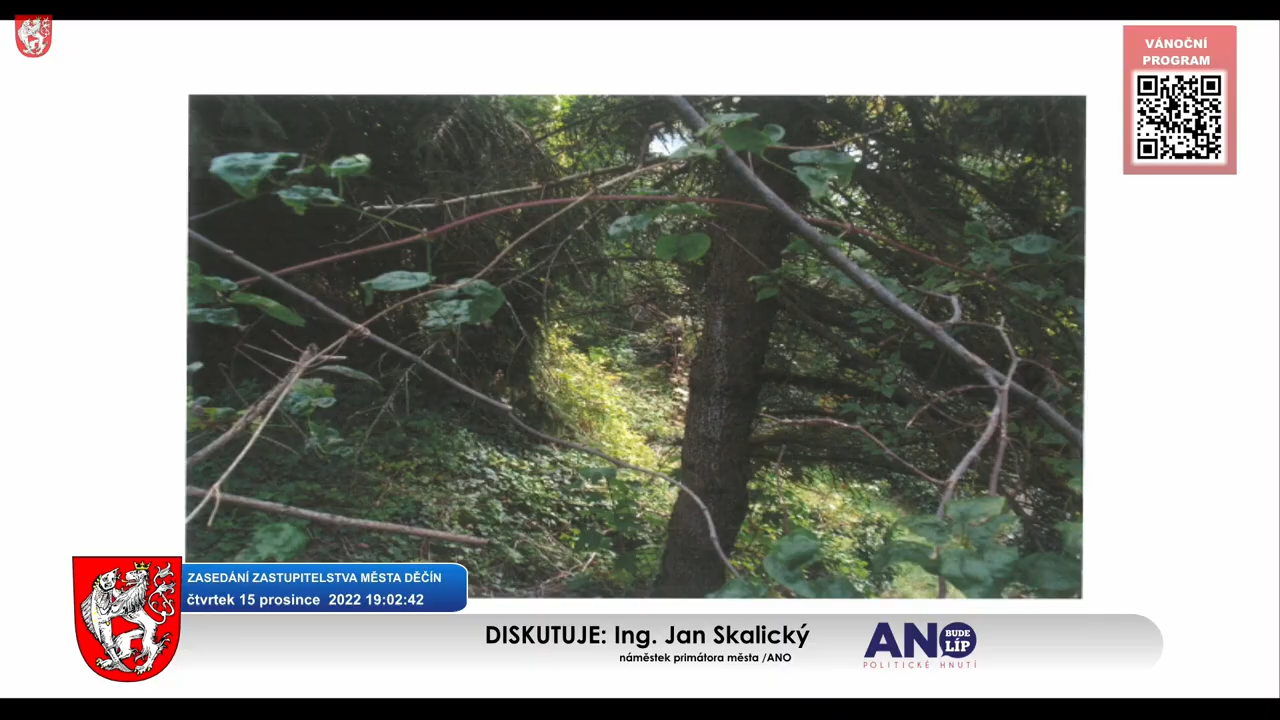 VÁNOČNÍ
PROGRAM
ZASEDÁNÍ ZASTUPITELSTVA MĚSTA DĚČÍN
čtvrtek 15 prosince 2022 19:02:42
DISKUTUJE: Ing. Jan Skalický
náměstek primátora města /ANO
ANO BUDE
LÍP
POLITICKÉ HNUTÍ